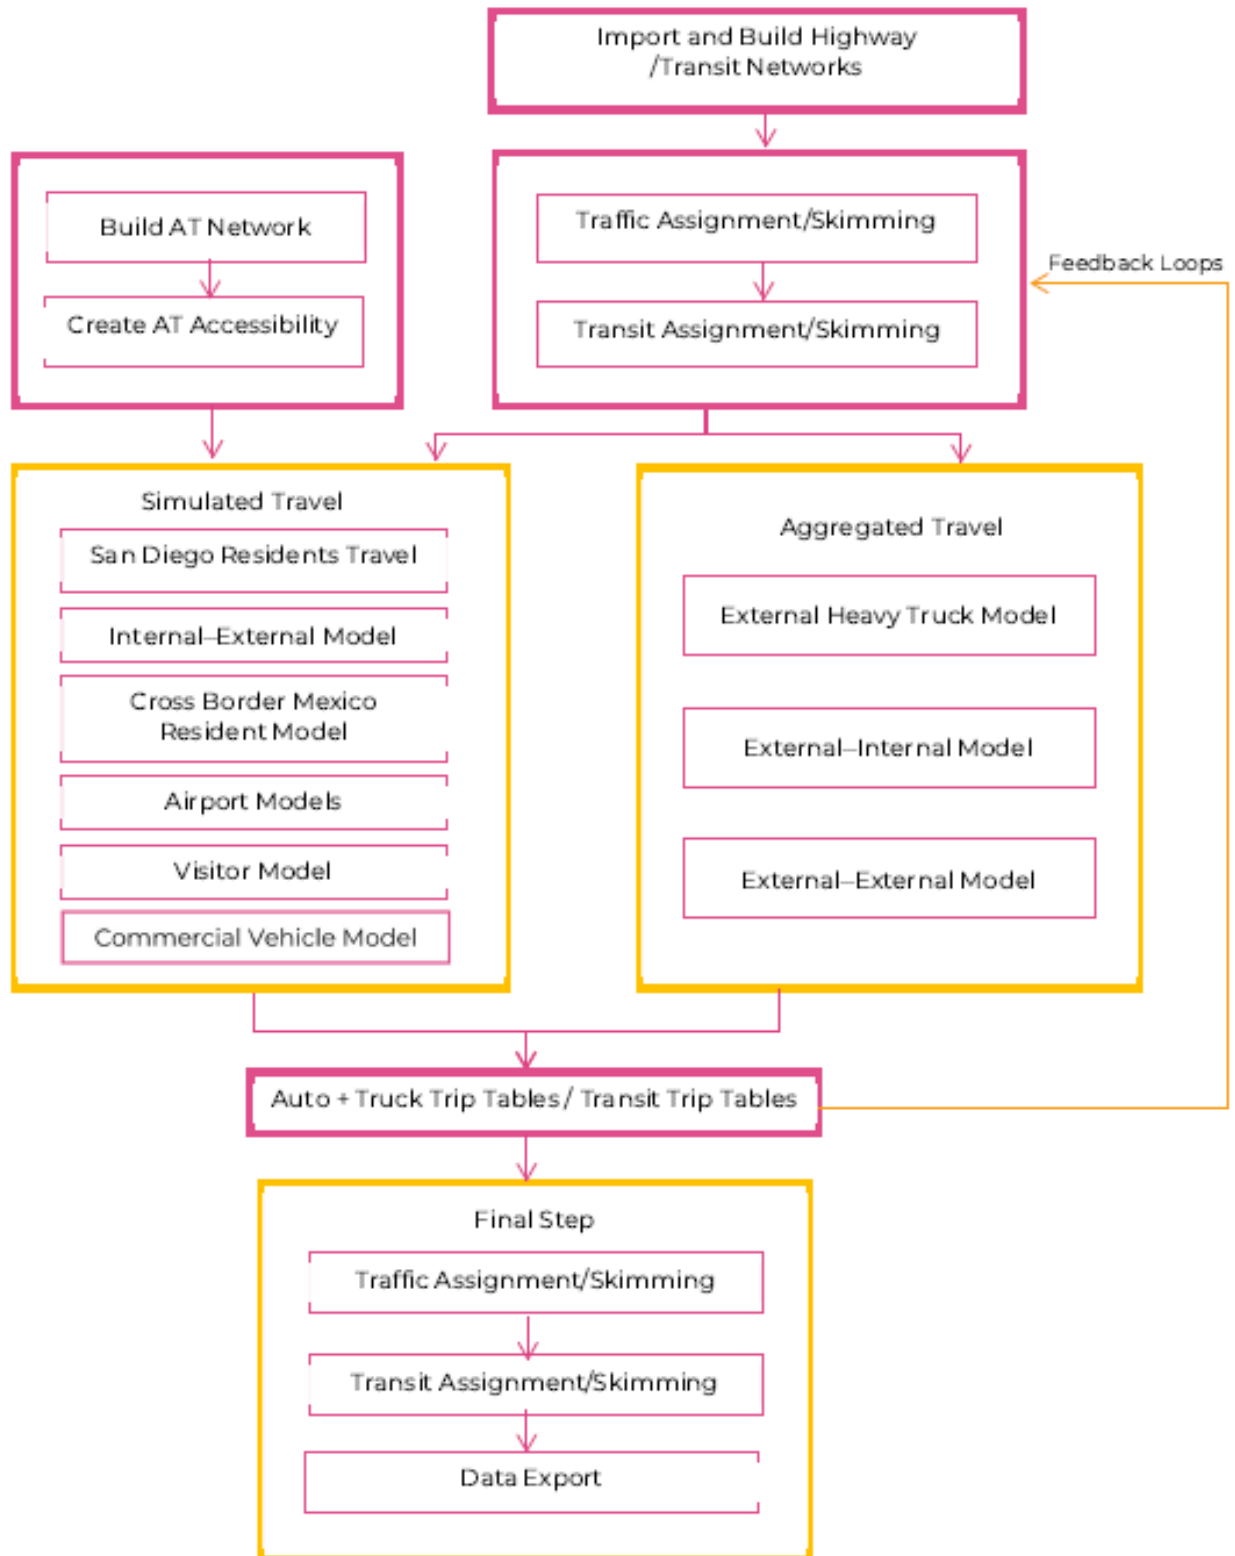 Import and Build Highway
/Transit Networks
Build AT Network
Create AT Accessibility
Traffic Assignment/Skimming
Transit Assignment/Skimming
Feedback Loops
Simulated Travel
San Diego Residents Travel
Internal–External Model
Cross Border Mexico
Resident Model
Airport Models
Visitor Model
Commercial Vehicle Model
Aggregated Travel
External Heavy Truck Model
External–Internal Model
External–External Model
Auto + Truck Trip Tables / Transit Trip Tables
Final Step
Traffic Assignment/Skimming
Transit Assignment/Skimming
Data Export